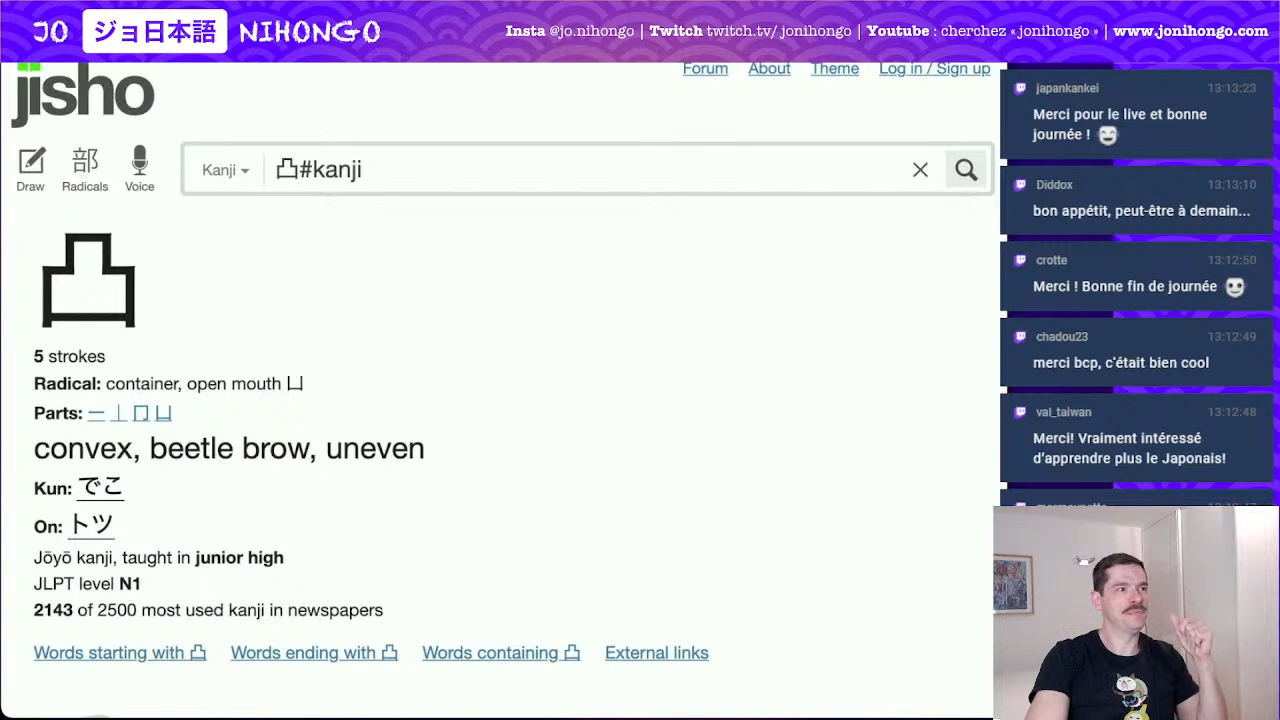 JO ジョ日本語 NIHONGO
Insta @jo.nihongo | Twitch twitch.tv/ jonihongo | Youtube : cherchez « jonihongo » | www.jonihongo.com
jisho
Forum About Theme Log in / Sign up
Draw
部 Radicals
Voice
Kanji 凸#kanji
凸
5 strokes
Radical: container, open mouth 凵
Parts: 一 丨 冂 凵
convex, beetle brow, uneven
Kun: でこ
On: トツ
Jōyō kanji, taught in junior high
JLPT level N1
2143 of 2500 most used kanji in newspapers
Words starting with 凸 Words ending with 凸 Words containing 凸 External links
japankankei 13:13:23
Merci pour le live et bonne
journée !
Diddox 13:13:10
bon appétit, peut-être à demain...
crotte 13:12:50
Merci ! Bonne fin de journée
chadou23 13:12:49
merci bcp, c'était bien cool
val_taiwan 13:12:48
Merci! Vraiment intéressé
d'apprendre plus le Japonais!